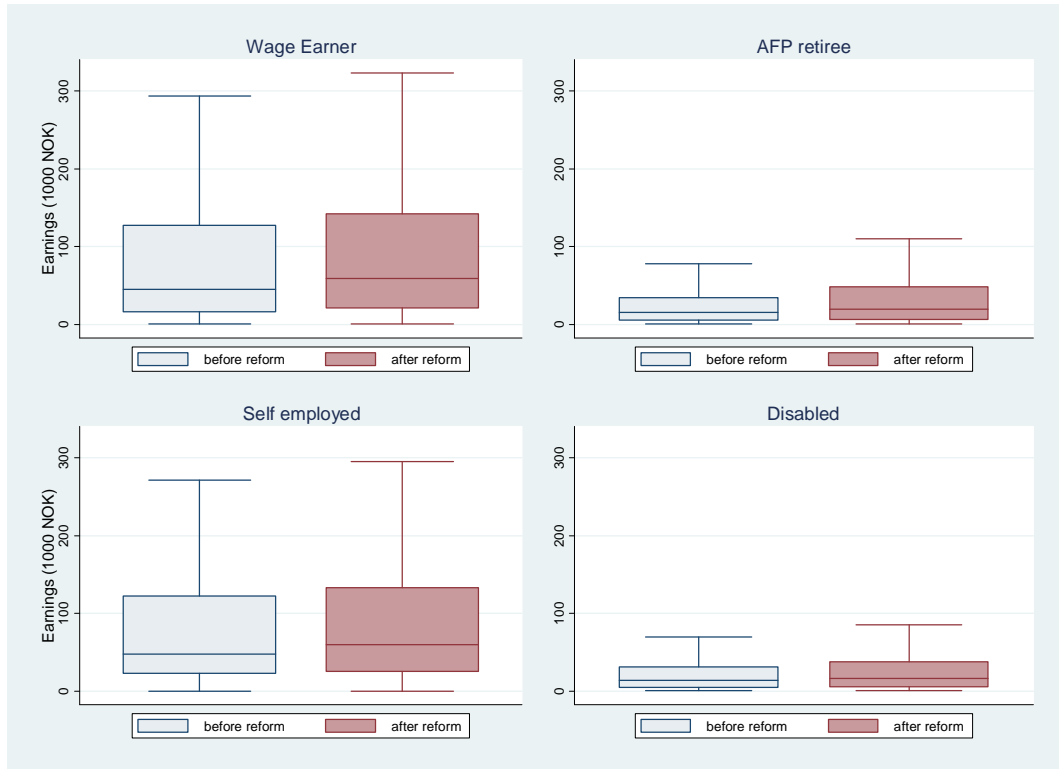 Wage Earner
AFP retiree
Earnings (1000 NOK)
300
200
100
0
300
200
100
0
before reform
after reform
before reform
after reform
Self employed
Disabled
Earnings (1000 NOK)
300
200
100
0
300
200
100
0
before reform
after reform
before reform
after reform